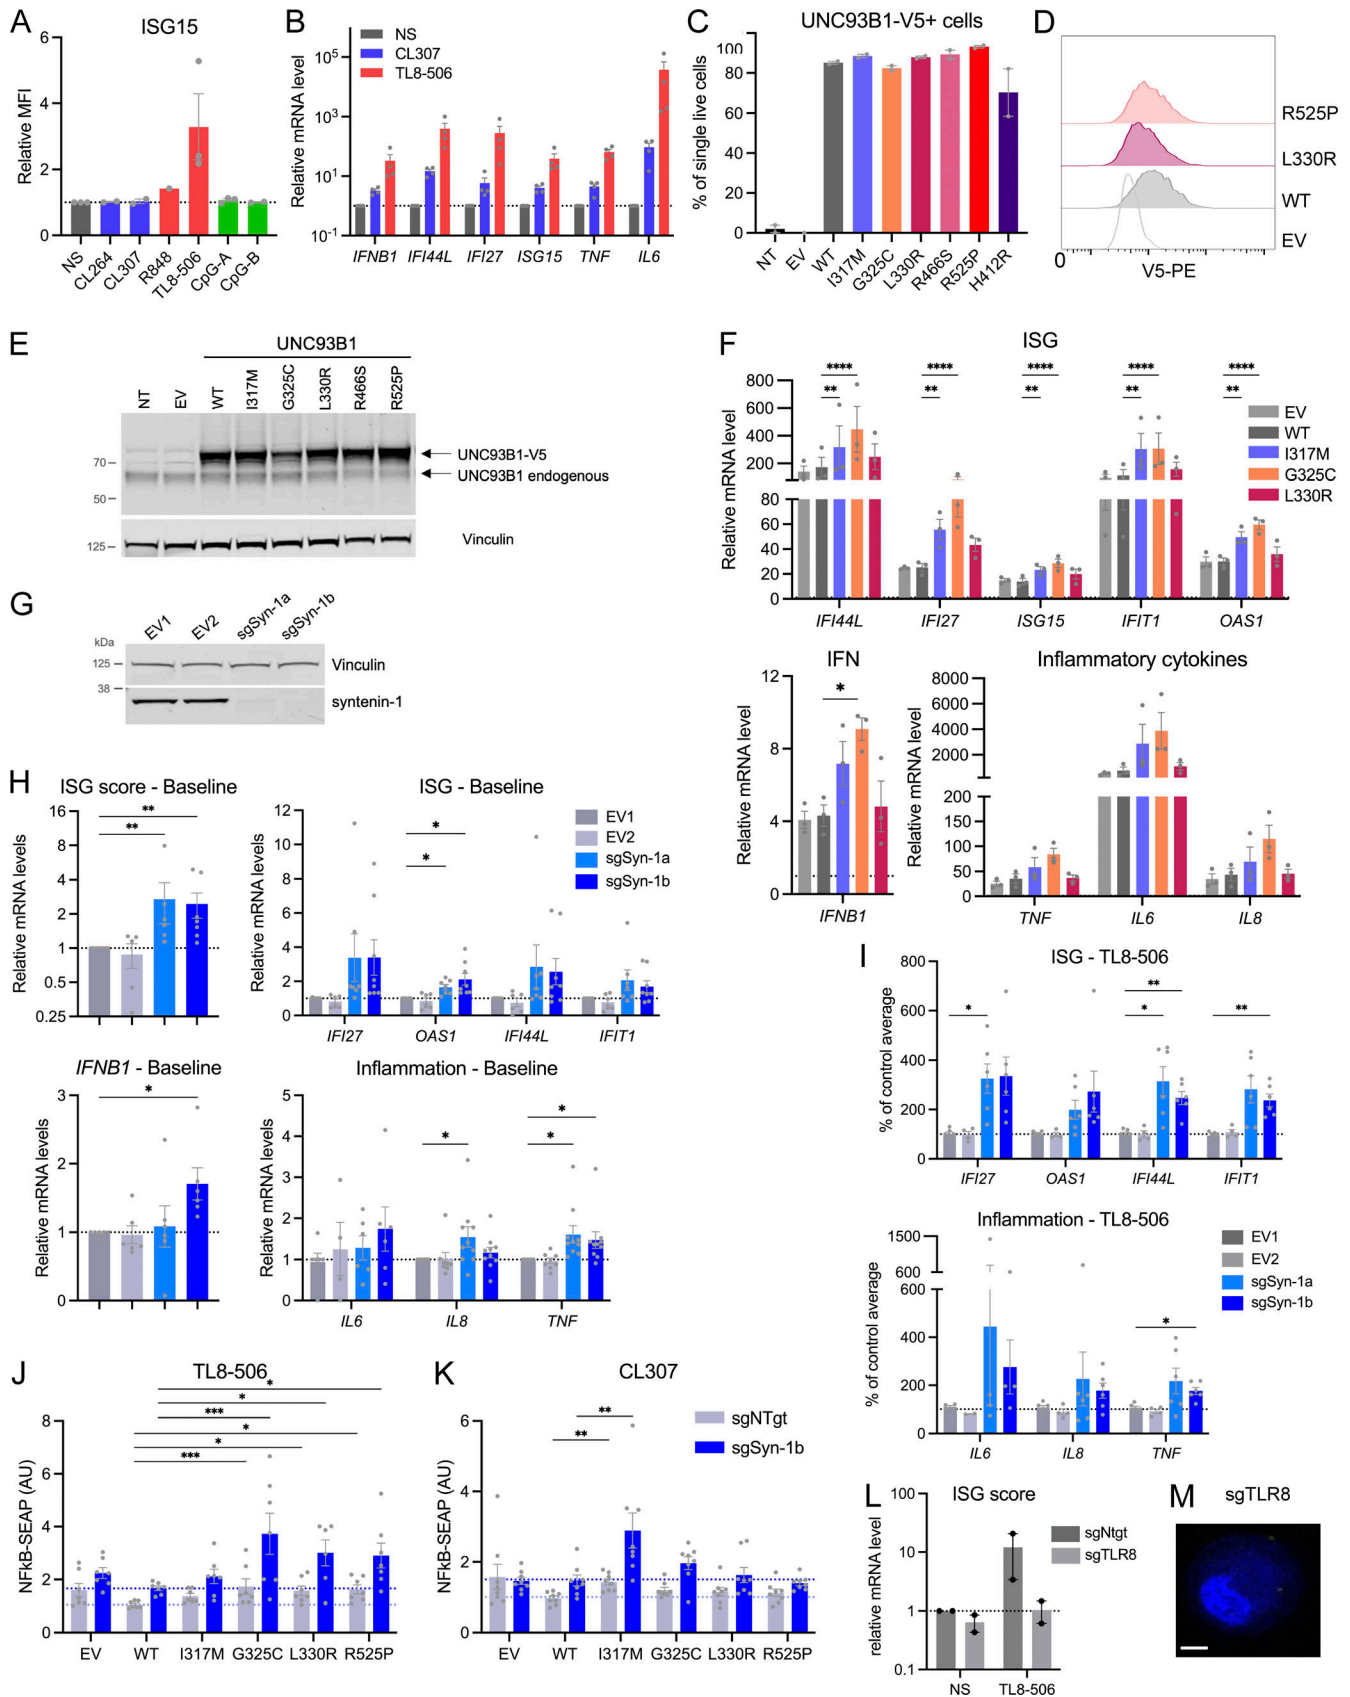 A
ISG15
Relative MFI
6
4
2
0
NS
CL264
CL307
R848
TL8-506
CpG-A
CpG-B
B
NS
CL307
TL8-506
Relative mRNA level
10^5
10^3
10^1
10^-1
IFNB1 IFI44L IFI27 ISG15 TNF IL6
C
UNC93B1-V5+ cells
% of single live cells
100
80
60
40
20
0
NT
EV
WT
I317M
G325C
L330R
R466S
R525P
H412R
D
R525P
L330R
WT
EV
0
V5-PE
E
UNC93B1
NT
EV
WT
I317M
G325C
L330R
R466S
R525P
70
50
125
UNC93B1-V5
UNC93B1 endogenous
Vinculin
F
ISG
Relative mRNA level
800
600
400
200
80
60
40
20
0
**** **** **** **** ****
** ** ** ** **
EV
WT
I317M
G325C
L330R
IFI44L IFI27 ISG15 IFIT1 OAS1
IFN
Relative mRNA level
12
8
4
0
*
IFNB1
Inflammatory cytokines
Relative mRNA level
8000
6000
4000
2000
200
150
100
50
0
TNF IL6 IL8
G
EV1
EV2
sgSyn-1a
sgSyn-1b
kDa
125
38
Vinculin
syntenin-1
H
ISG score - Baseline
Relative mRNA levels
16
8
4
2
1
0.5
0.25
**
**
ISG - Baseline
Relative mRNA levels
12
10
8
6
4
2
0
*
*
EV1
EV2
sgSyn-1a
sgSyn-1b
IFI27 OAS1 IFI44L IFIT1
IFNB1 - Baseline
Relative mRNA levels
3
2
1
0
*
Inflammation - Baseline
Relative mRNA levels
5
4
3
2
1
0
*
*
*
IL6 IL8 TNF
I
ISG - TL8-506
% of control average
800
600
400
200
0
*
**
*
**
IFI27 OAS1 IFI44L IFIT1
Inflammation - TL8-506
% of control average
1500
600
600
400
200
0
*
EV1
EV2
sgSyn-1a
sgSyn-1b
IL6 IL8 TNF
J
TL8-506
NFkB-SEAP (AU)
8
6
4
2
0
*
*
***
*
*
***
EV WT I317M G325C L330R R525P
K
CL307
NFkB-SEAP (AU)
6
4
2
0
**
**
sgNTgt
sgSyn-1b
EV WT I317M G325C L330R R525P
L
ISG score
relative mRNA level
100
10
1
0.1
sgNtgt
sgTLR8
NS TL8-506
M
sgTLR8